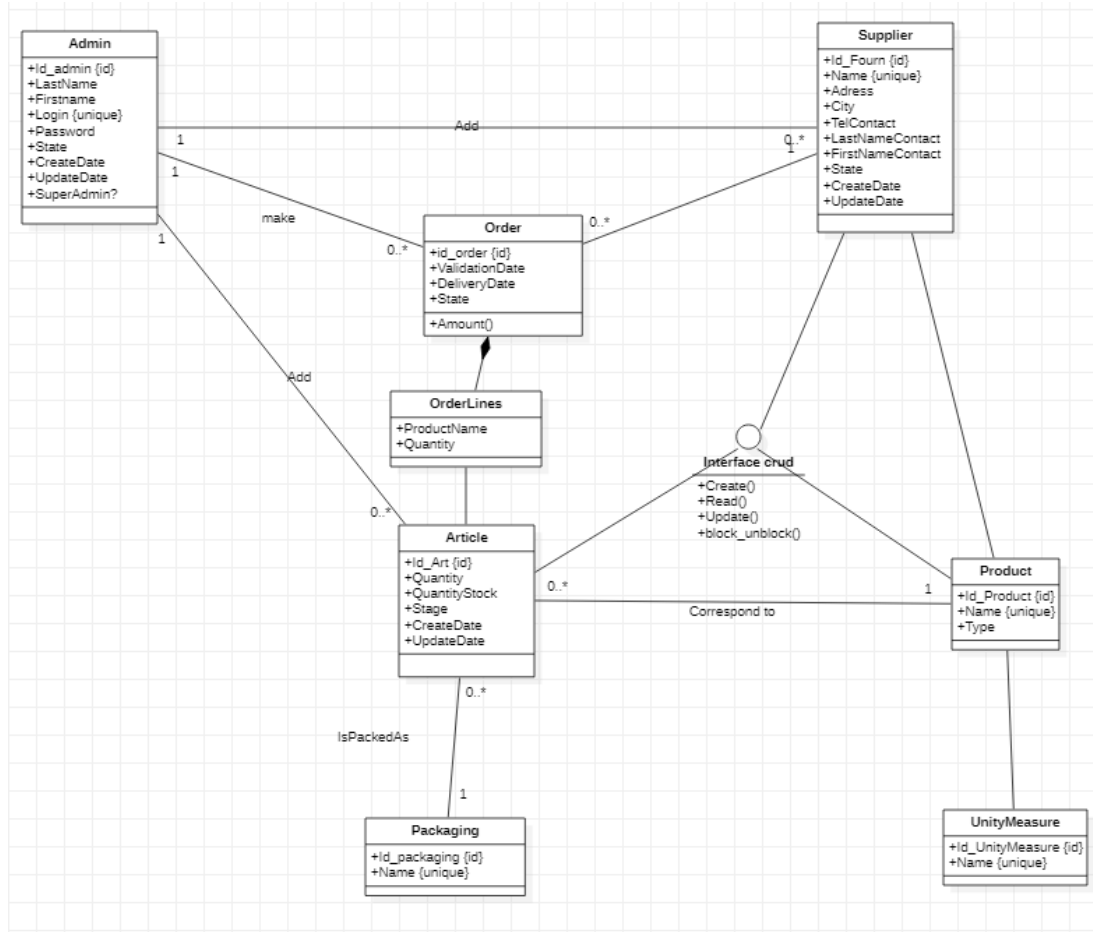 Admin
+Id_admin {id}
+LastName
+Firstname
+Login {unique}
+Password
+State
+CreateDate
+UpdateDate
+SuperAdmin?
Supplier
+Id_Fourn {id}
+Name {unique}
+Adress
+City
+TelContact
+LastNameContact
+FirstNameContact
+State
+CreateDate
+UpdateDate
1
Add
0..*
1
1
make
0..*
0..*
1
Order
+id_order {id}
+ValidationDate
+DeliveryDate
+State
+Amount()
Add
0..*
OrderLines
+ProductName
+Quantity
Interface crud
+Create()
+Read()
+Update()
+block_unblock()
Article
+Id_Art {id}
+Quantity
+QuantityStock
+Stage
+CreateDate
+UpdateDate
0..*
1
Correspond to
Product
+Id_Product {id}
+Name {unique}
+Type
0..*
IsPackedAs
1
Packaging
+Id_packaging {id}
+Name {unique}
UnityMeasure
+Id_UnityMeasure {id}
+Name {unique}